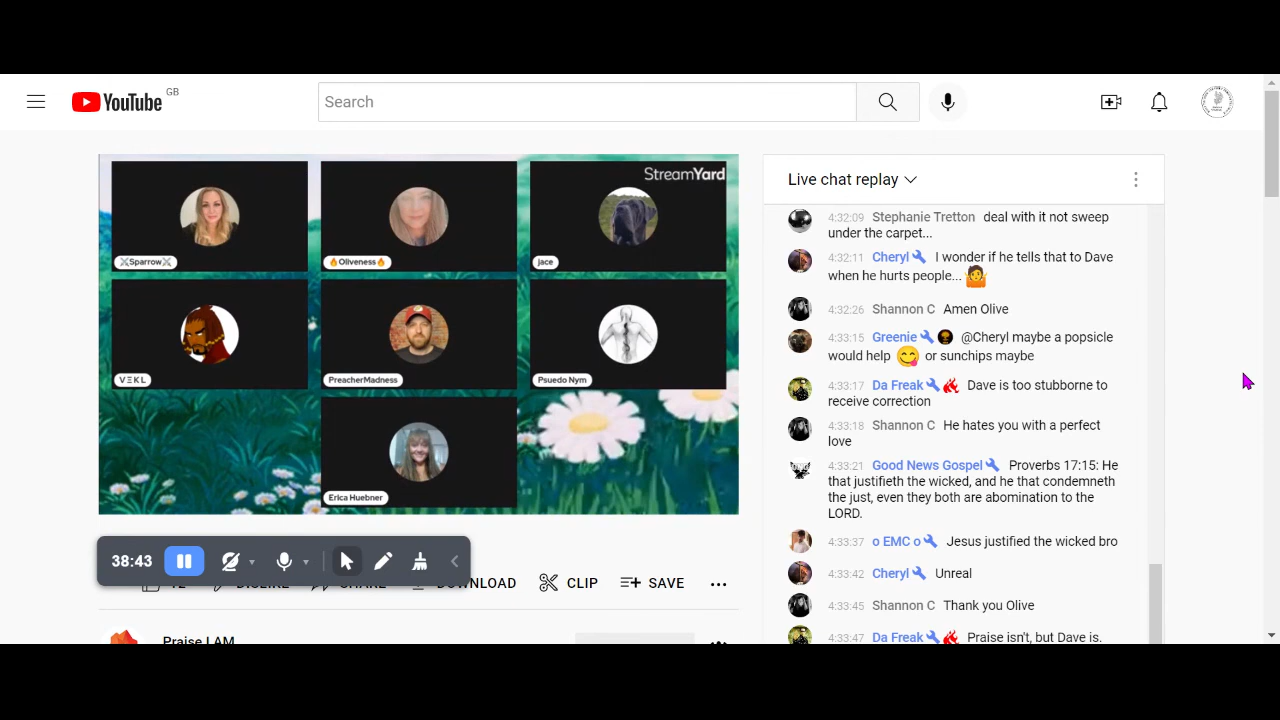 YouTube GB
Search
StreamYard
⚔Sparrow⚔
🔥Oliveness🔥
jace
VΞKL
PreacherMadness
Psuedo Nym
Erica Huebner
38:43
DOWNLOAD
CLIP
SAVE
Praise I AM
Live chat replay
4:32:09 Stephanie Tretton deal with it not sweep
under the carpet...
4:32:11 Cheryl I wonder if he tells that to Dave
when he hurts people... 🤷
4:32:26 Shannon C Amen Olive
4:33:15 Greenie @Cheryl maybe a popsicle
would help 😋 or sunchips maybe
4:33:17 Da Freak Dave is too stubborne to
receive correction
4:33:18 Shannon C He hates you with a perfect
love
4:33:21 Good News Gospel Proverbs 17:15: He
that justifieth the wicked, and he that condemneth
the just, even they both are abomination to the
LORD.
4:33:37 o EMC o Jesus justified the wicked bro
4:33:42 Cheryl Unreal
4:33:45 Shannon C Thank you Olive
4:33:47 Da Freak Praise isn't, but Dave is.